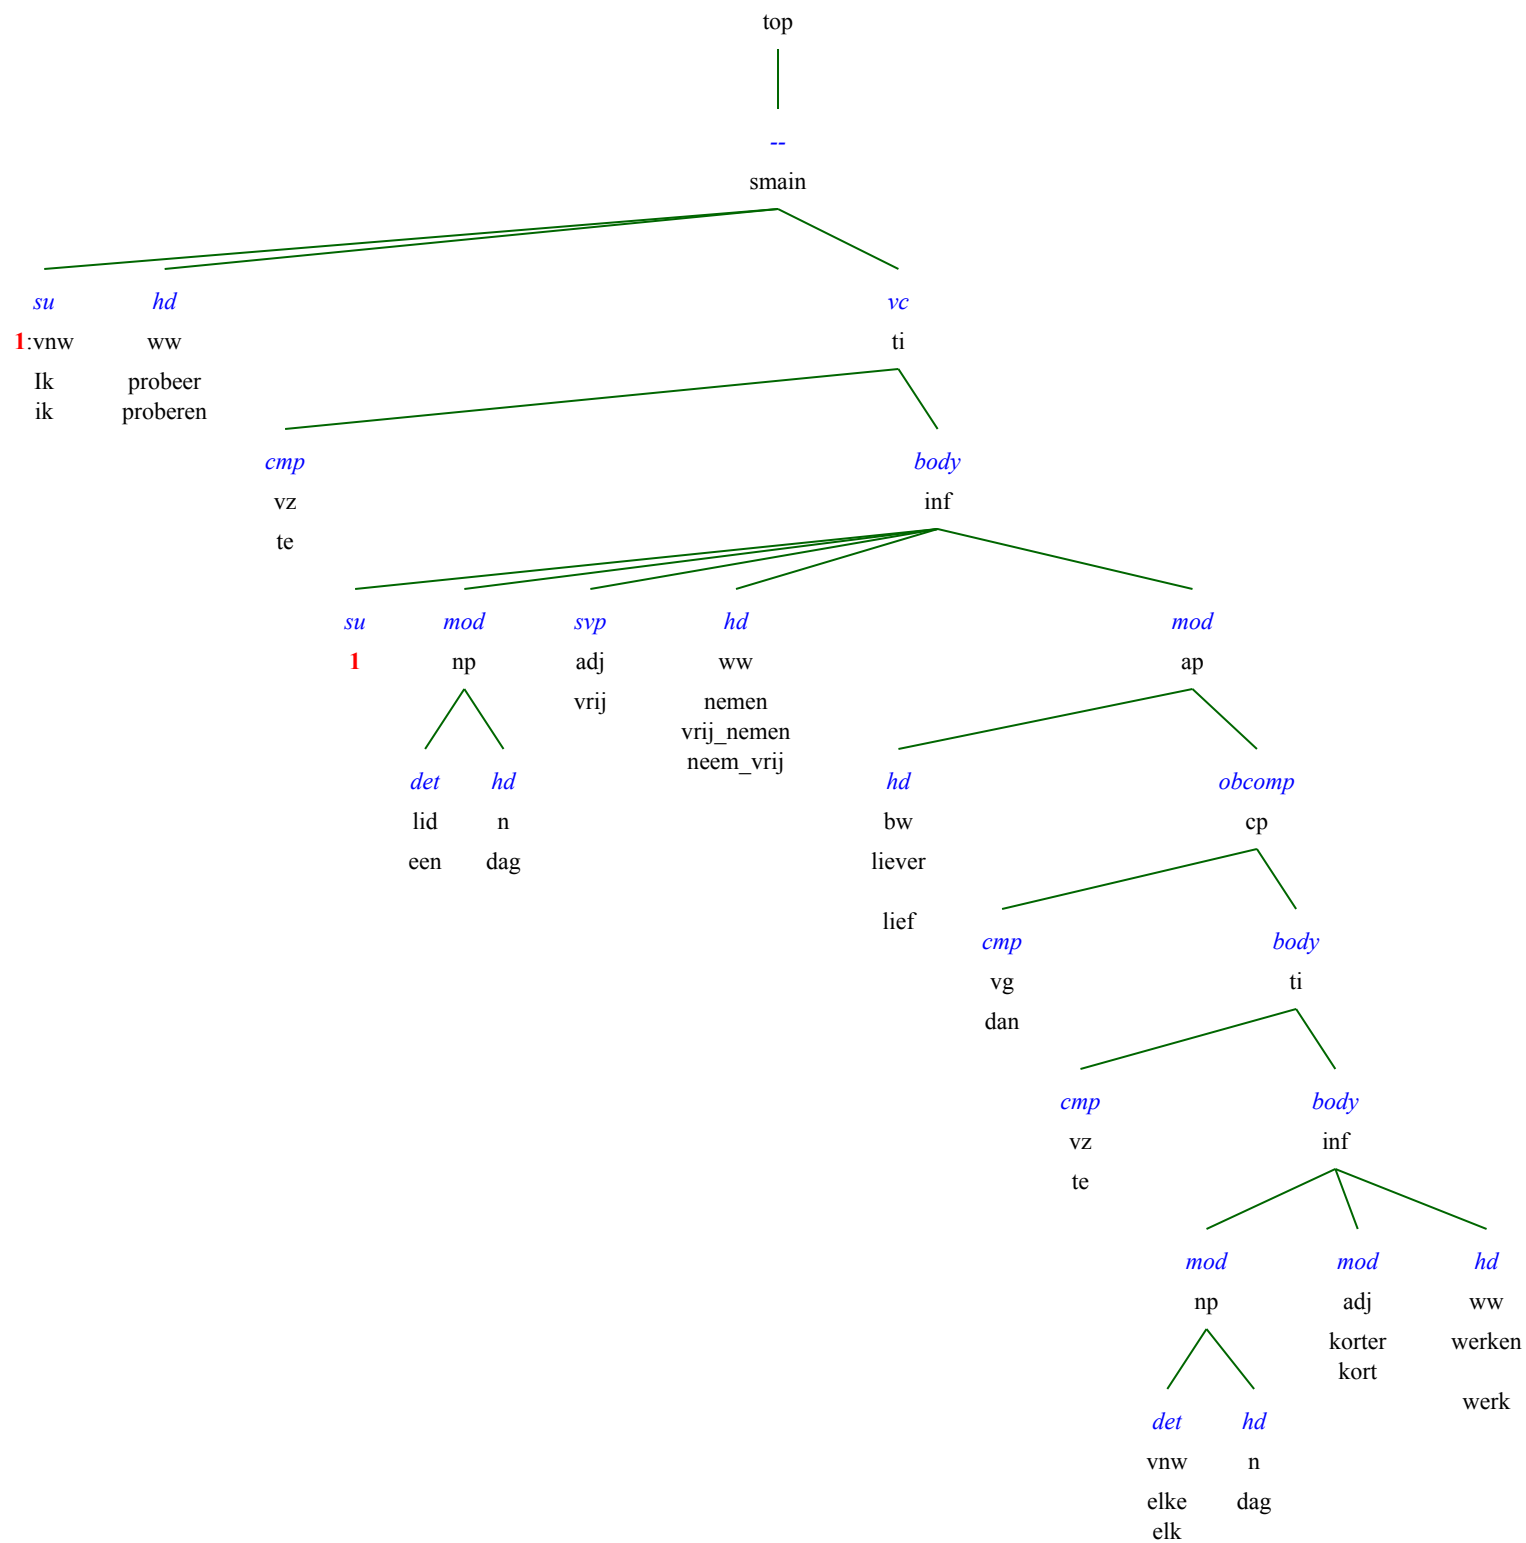 top
--
smain
su hd vc
1:vnw ww ti
Ik probeer
ik proberen
cmp body
vz inf
te
su mod svp hd mod
1 np adj ww ap
vrij nemen
vrij_nemen
neem_vrij
det hd hd obcomp
lid n bw cp
een dag liever
lief
cmp body
vg ti
dan
cmp body
vz inf
te
mod mod hd
np adj ww
korter werken
kort
werk
det hd
vnw n
elke dag
elk